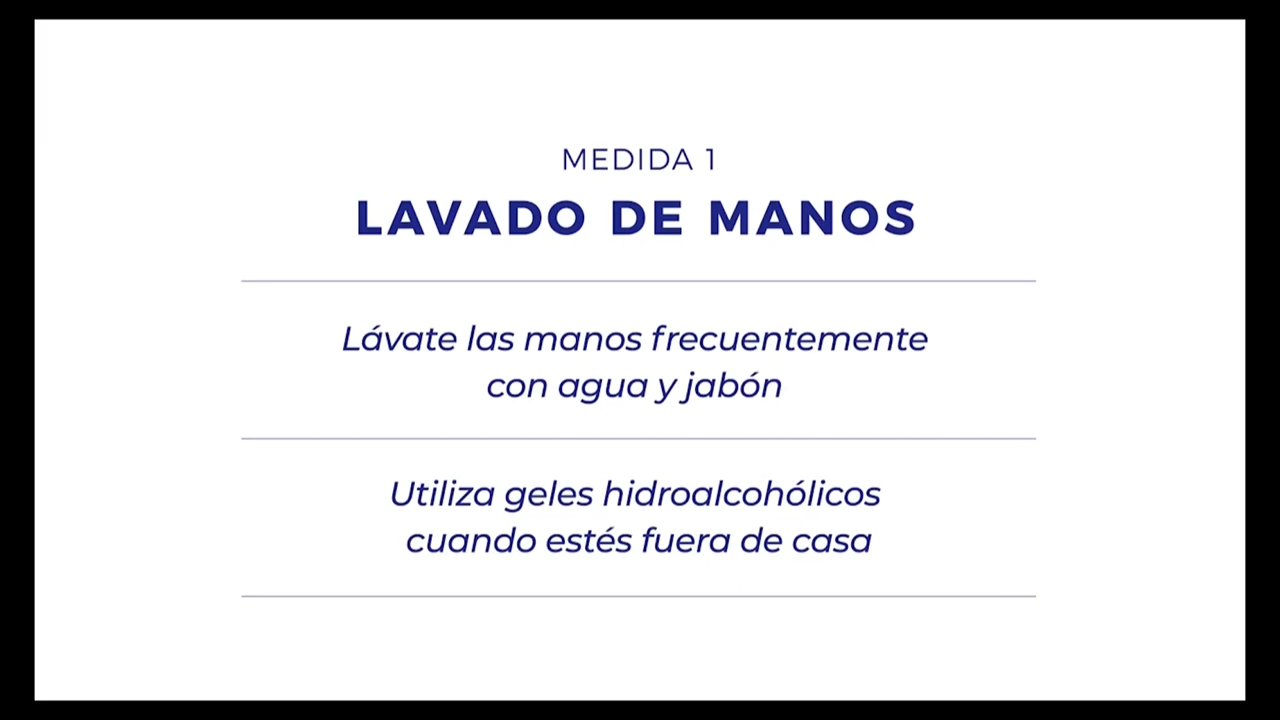 MEDIDA 1
LAVADO DE MANOS
Lávate las manos frecuentemente
con agua y jabón
Utiliza geles hidroalcohólicos
cuando estés fuera de casa